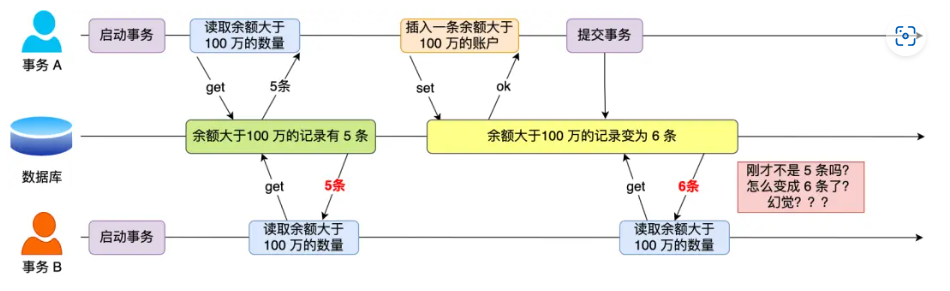 启动事务
读取余额大于
100 万的数量
插入一条余额大于
100 万的账户
提交事务
事务 A
get
5条
set
ok
余额大于100 万的记录有 5 条
余额大于100 万的记录变为 6 条
数据库
get
5条
get
6条
刚才不是 5 条吗?
怎么变成 6 条了?
幻觉? ? ?
启动事务
读取余额大于
100 万的数量
读取余额大于
100 万的数量
事务 B